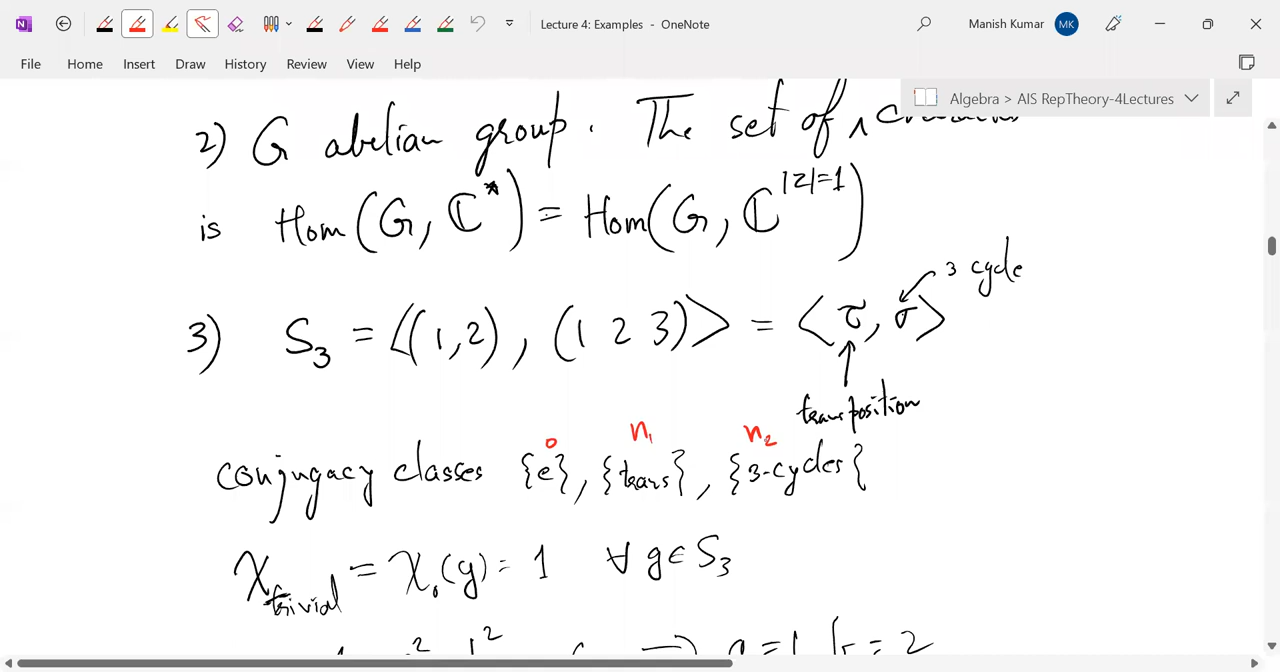 Lecture 4: Examples - OneNote
Manish Kumar MK
File Home Insert Draw History Review View Help
Algebra > AIS RepTheory-4Lectures
2) G abelian group. The set of
is Hom(G, ℂ*) = Hom(G, ℂ^{|z|=1})
3 cycle
3) S₃ = <(1,2), (1 2 3)> = <τ, σ>
transposition
0 n₁ n₂
conjugacy classes {e}, {trans}, {3-cycles{
χ_trivial = χ₀(g) = 1 ∀ g∈S₃
a=1 b=2